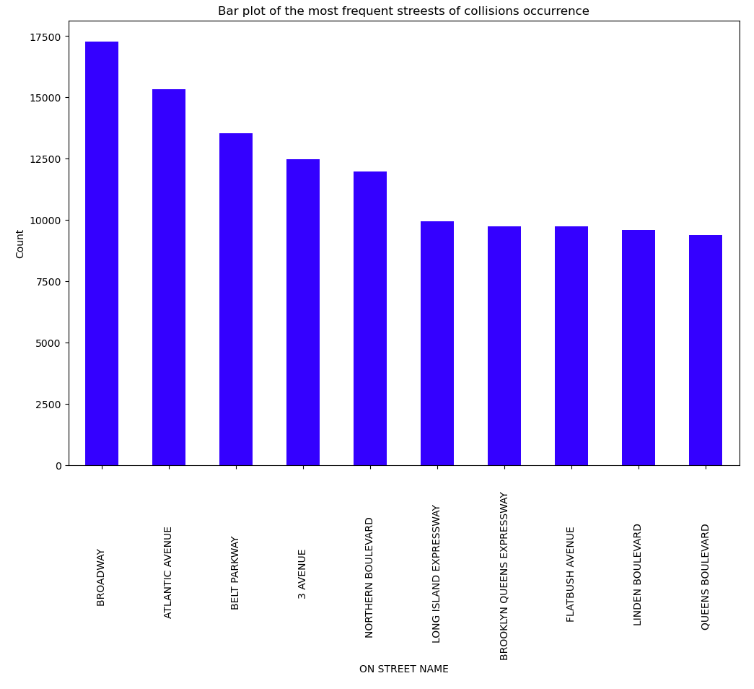 Bar plot of the most frequent streests of collisions occurrence
17500
15000
12500
10000
7500
5000
2500
0
Count
BROADWAY
ATLANTIC AVENUE
BELT PARKWAY
3 AVENUE
NORTHERN BOULEVARD
LONG ISLAND EXPRESSWAY
BROOKLYN QUEENS EXPRESSWAY
FLATBUSH AVENUE
LINDEN BOULEVARD
QUEENS BOULEVARD
ON STREET NAME